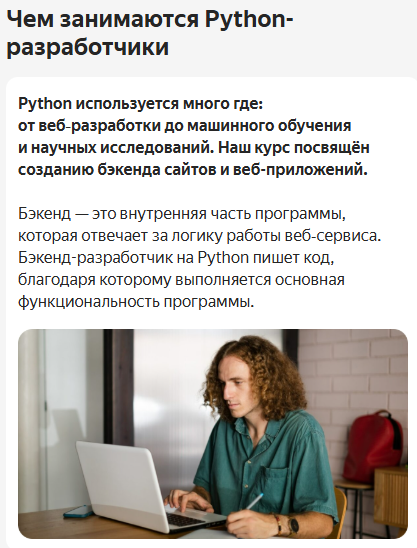 Чем занимаются Python-
разработчики
Python используется много где:
от веб-разработки до машинного обучения
и научных исследований. Наш курс посвящён
созданию бэкенда сайтов и веб-приложений.
Бэкенд — это внутренняя часть программы,
которая отвечает за логику работы веб-сервиса.
Бэкенд-разработчик на Python пишет код,
благодаря которому выполняется основная
функциональность программы.